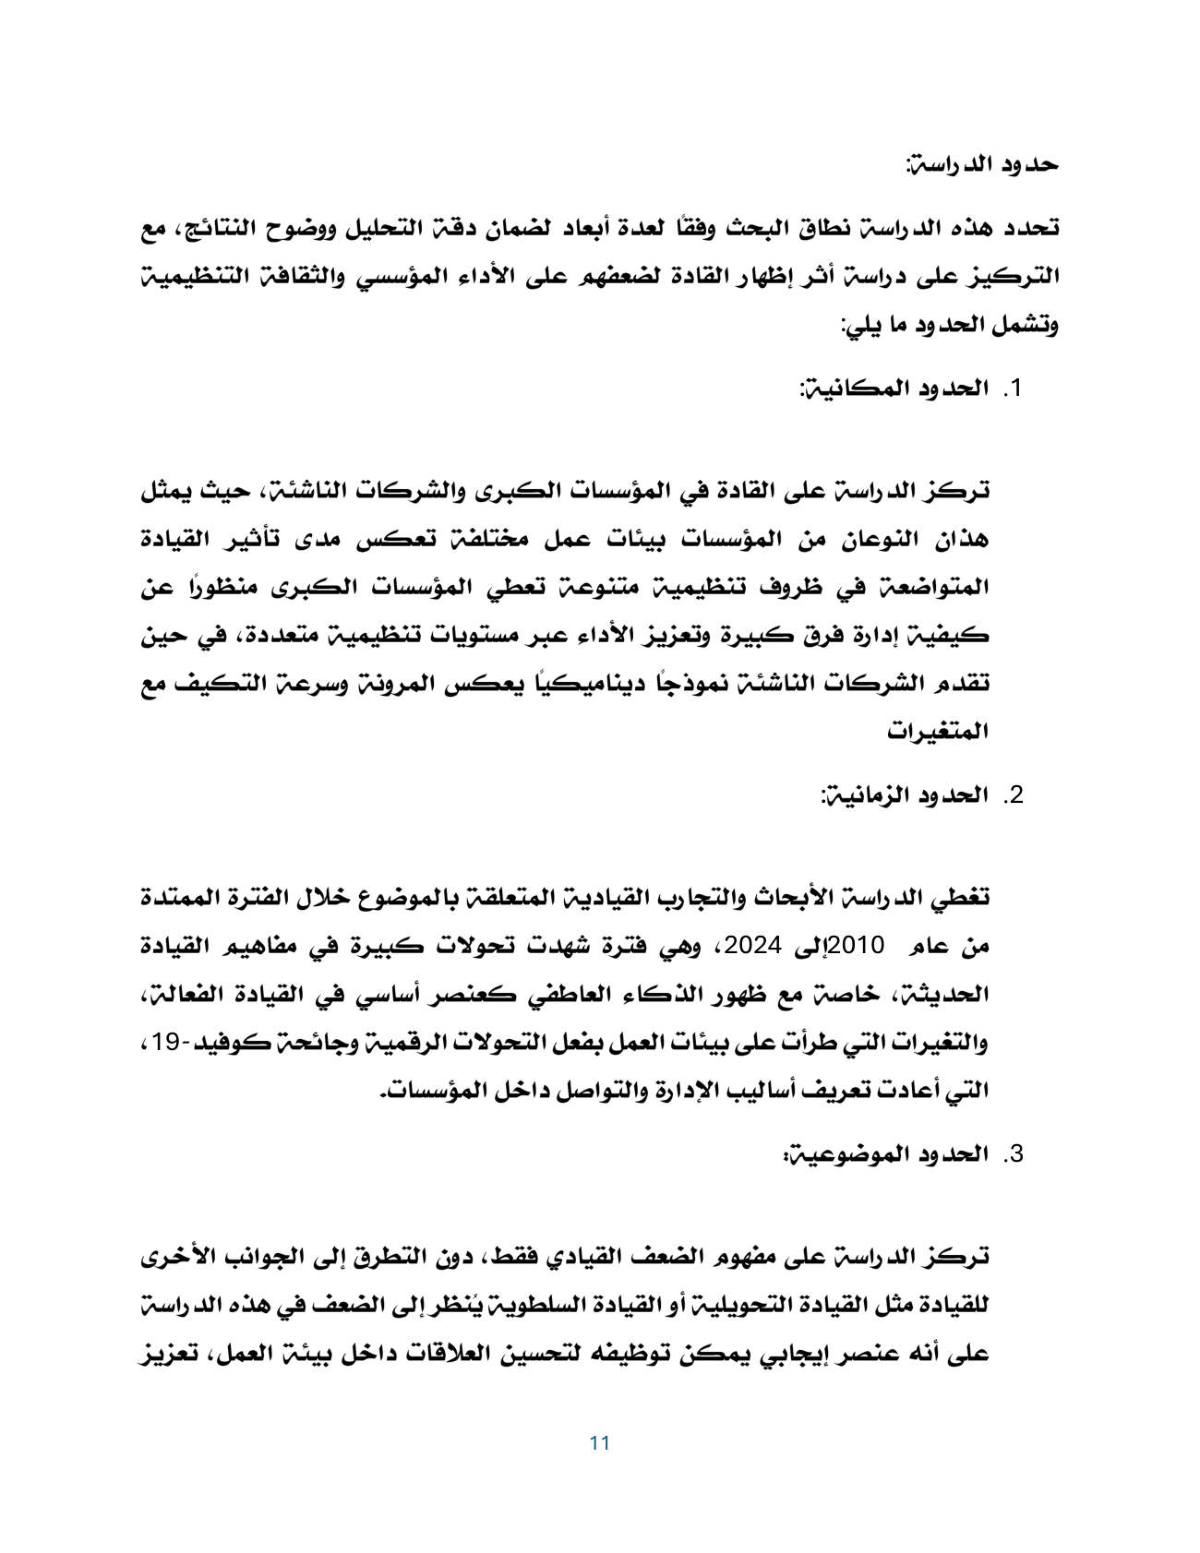 حدود الدراسة:
تحدد هذه الدراسة نطاق البحث وفقًا لعدة أبعاد لضمان دقة التحليل ووضوح النتائج، مع
التركيز على دراسة أثر إظهار القادة لضعفهم على الأداء المؤسسي والثقافة التنظيمية
وتشمل الحدود ما يلي:
1. الحدود المكانية:
تركز الدراسة على القادة في المؤسسات الكبرى والشركات الناشئة، حيث يمثل
هذان النوعان من المؤسسات بيئات عمل مختلفة تعكس مدى تأثير القيادة
المتواضعة في ظروف تنظيمية متنوعة تعطي المؤسسات الكبرى منظورًا عن
كيفية إدارة فرق كبيرة وتعزيز الأداء عبر مستويات تنظيمية متعددة، في حين
تقدم الشركات الناشئة نموذجًا ديناميكيًا يعكس المرونة وسرعة التكيف مع
المتغيرات
2. الحدود الزمانية:
تغطي الدراسة الأبحاث والتجارب القيادية المتعلقة بالموضوع خلال الفترة الممتدة
من عام 2010إلى 2024، وهي فترة شهدت تحولات كبيرة في مفاهيم القيادة
الحديثة، خاصة مع ظهور الذكاء العاطفي كعنصر أساسي في القيادة الفعالة،
والتغيرات التي طرأت على بيئات العمل بفعل التحولات الرقمية وجائحة كوفيد-19،
التي أعادت تعريف أساليب الإدارة والتواصل داخل المؤسسات.
3. الحدود الموضوعية:
تركز الدراسة على مفهوم الضعف القيادي فقط، دون التطرق إلى الجوانب الأخرى
للقيادة مثل القيادة التحويلية أو القيادة السلطوية يُنظر إلى الضعف في هذه الدراسة
على أنه عنصر إيجابي يمكن توظيفه لتحسين العلاقات داخل بيئة العمل، تعزيز
11